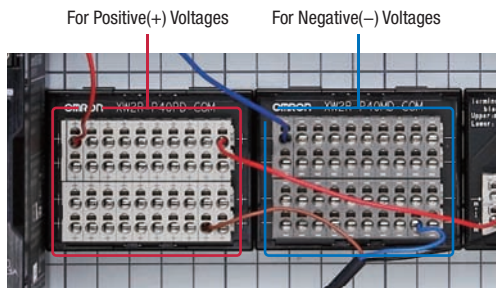 For Positive(+) Voltages
For Negative(−) Voltages
OMRON XW2R-P40PD-COM
OMRON XW2R-P40MD-COM